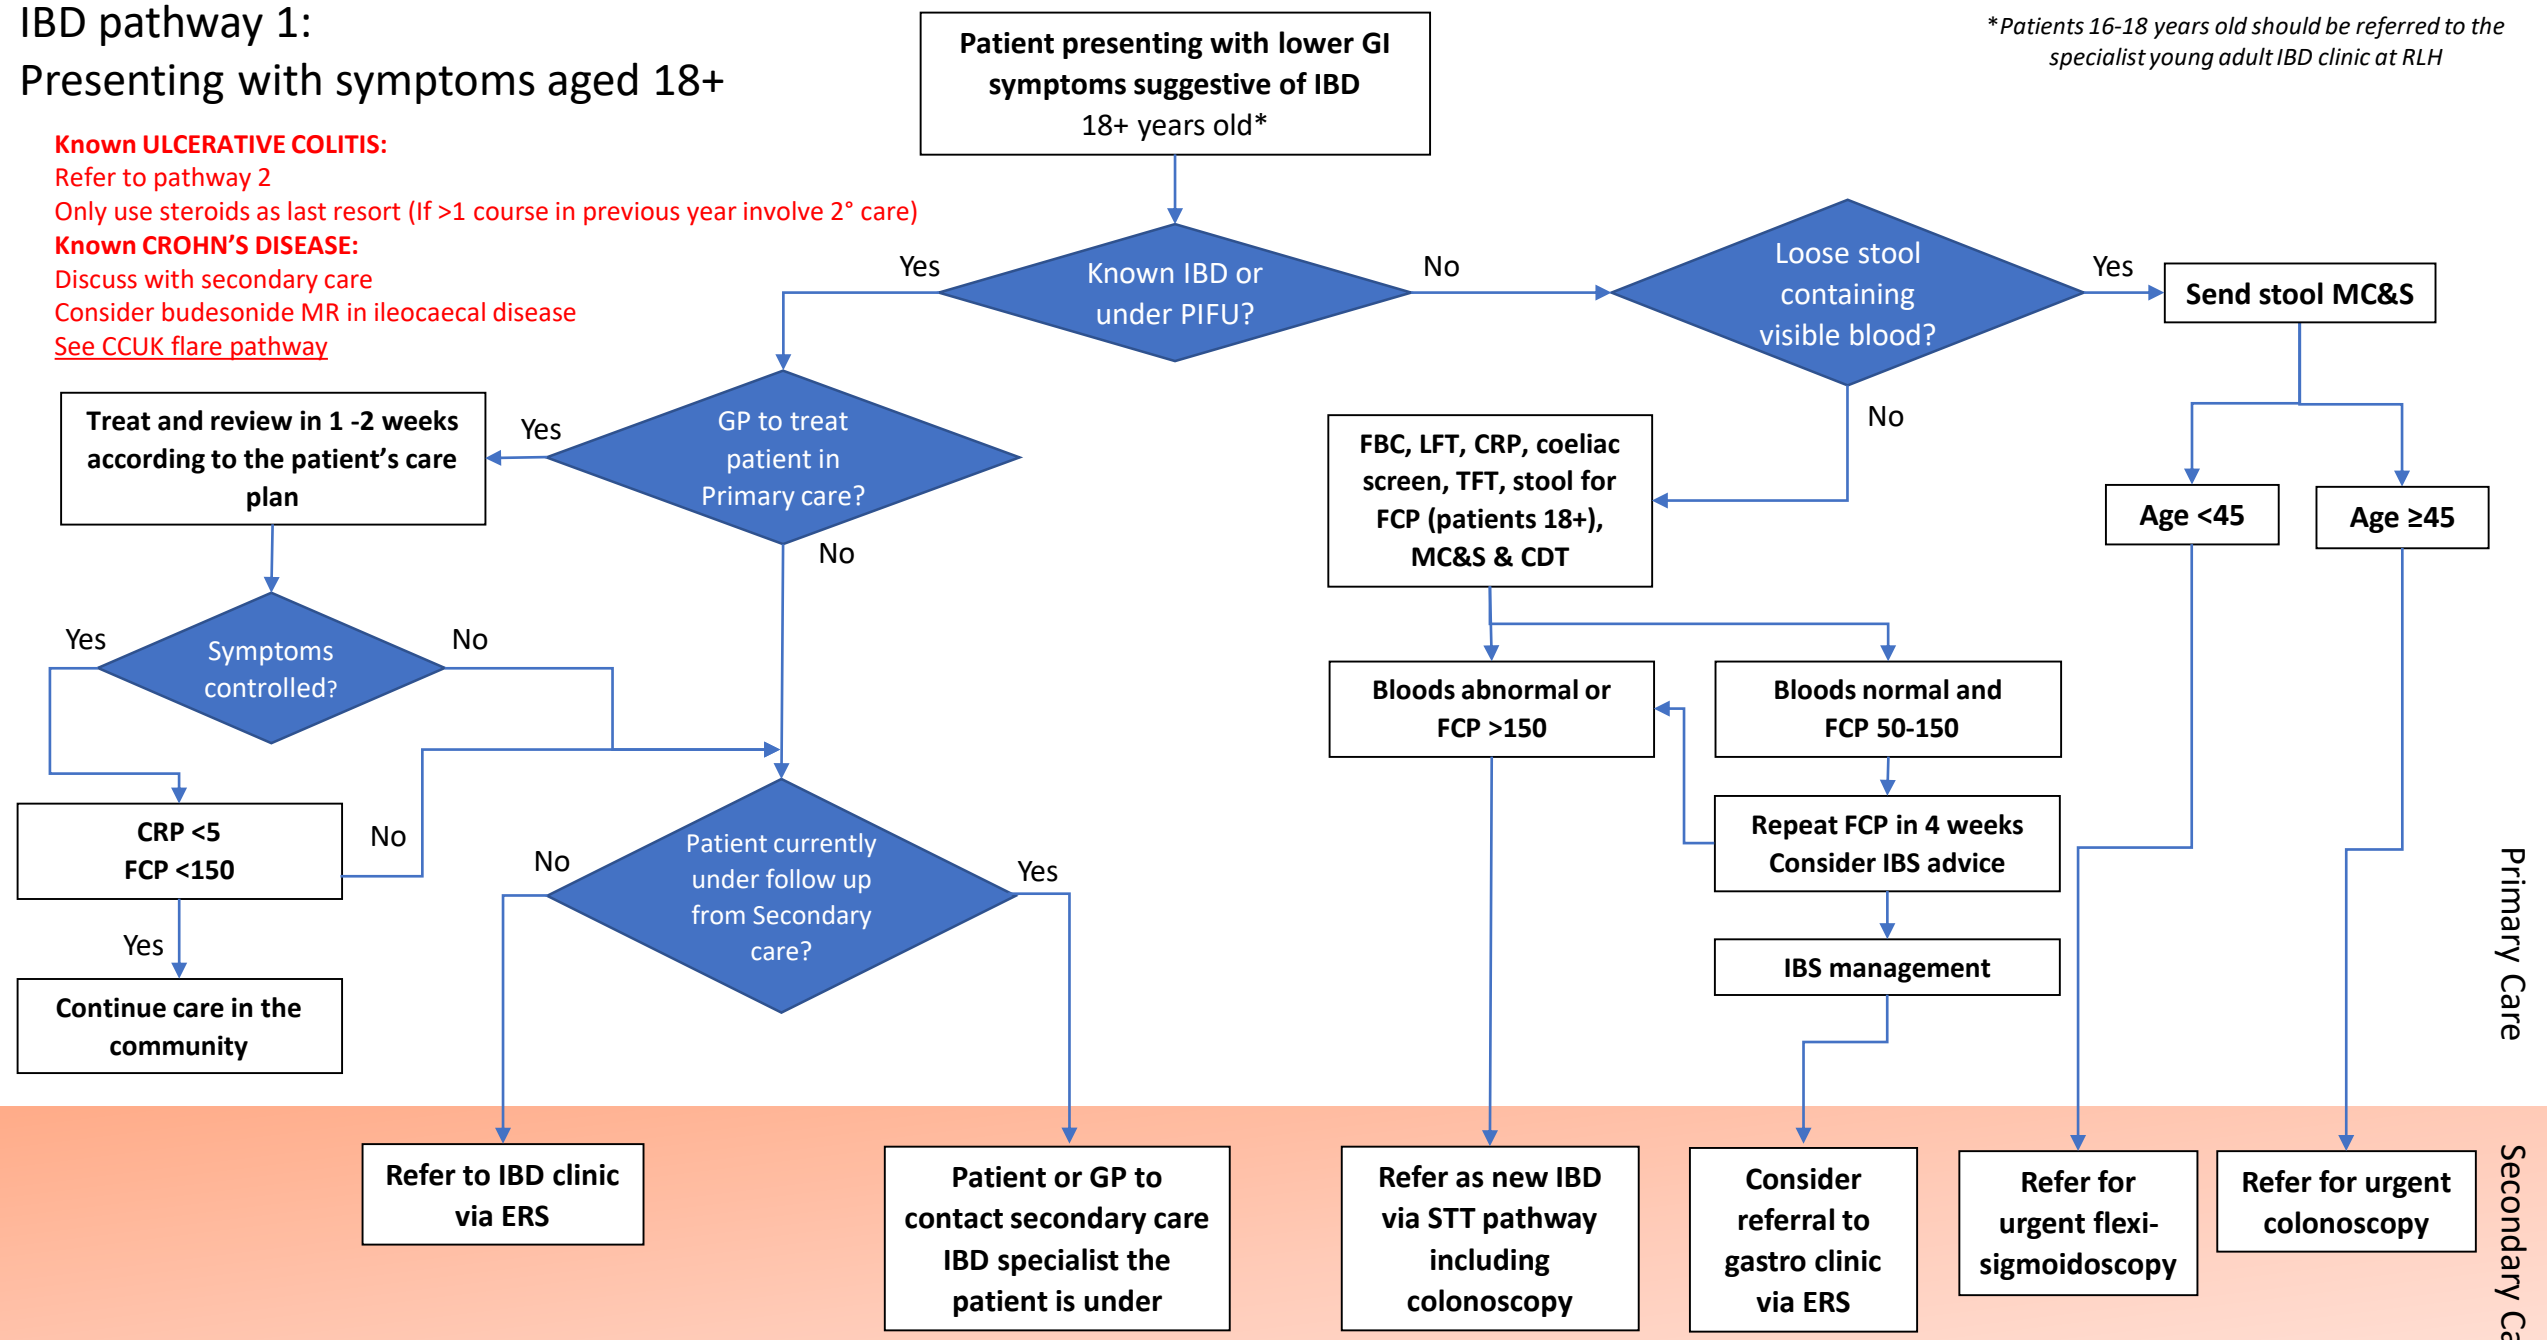 IBD pathway 1:
Presenting with symptoms aged 18+
Patient presenting with lower GI
symptoms suggestive of IBD
18+ years old*
*Patients 16-18 years old should be referred to the
specialist young adult IBD clinic at RLH
Known ULCERATIVE COLITIS:
Refer to pathway 2
Only use steroids as last resort (If >1 course in previous year involve 2° care)
Known CROHN'S DISEASE:
Discuss with secondary care
Consider budesonide MR in ileocaecal disease
See CCUK flare pathway
Yes
Known IBD or
under PIFU?
No
Loose stool
containing
visible blood?
Yes
Send stool MC&S
No
Treat and review in 1 -2 weeks
according to the patient's care
plan
Yes
GP to treat
patient in
Primary care?
No
FBC, LFT, CRP, coeliac
screen, TFT, stool for
FCP (patients 18+),
MC&S & CDT
Age <45
Age ≥45
Yes
Symptoms
controlled?
No
Bloods abnormal or
FCP >150
Bloods normal and
FCP 50-150
CRP <5
FCP <150
No
Repeat FCP in 4 weeks
Consider IBS advice
No
Patient currently
under follow up
from Secondary
care?
Yes
Yes
IBS management
Continue care in the
community
Primary Care
Refer to IBD clinic
via ERS
Patient or GP to
contact secondary care
IBD specialist the
patient is under
Refer as new IBD
via STT pathway
including
colonoscopy
Consider
referral to
gastro clinic
via ERS
Refer for
urgent flexi-
sigmoidoscopy
Refer for urgent
colonoscopy
Secondary Ca